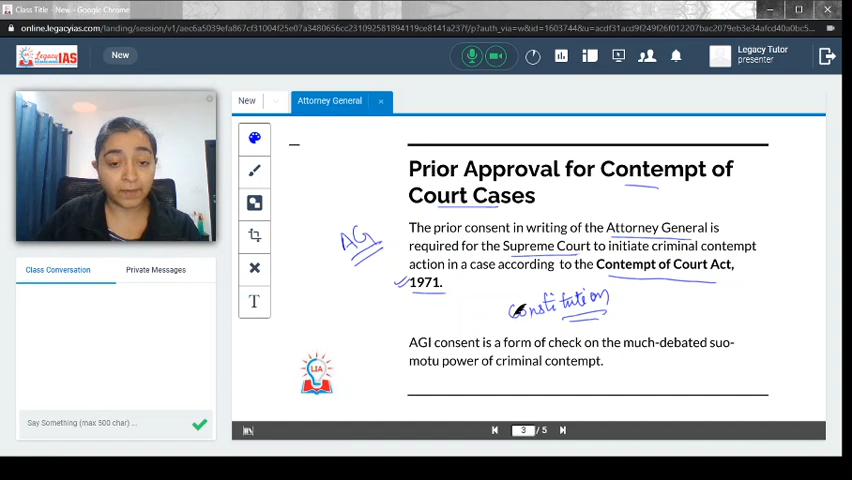 Class Title - New - Google Chrome
online.legacyias.com/landing/session/v1/
Legacy IAS
New
Legacy Tutor
presenter
New
Attorney General
Prior Approval for Contempt of
Court Cases
The prior consent in writing of the Attorney General is
required for the Supreme Court to initiate criminal contempt
action in a case according to the Contempt of Court Act,
1971.
AGI
Constitution
AGI consent is a form of check on the much-debated suo-
motu power of criminal contempt.
LIA
Class Conversation
Private Messages
Say Something (max 500 char) ...
T
3 / 5